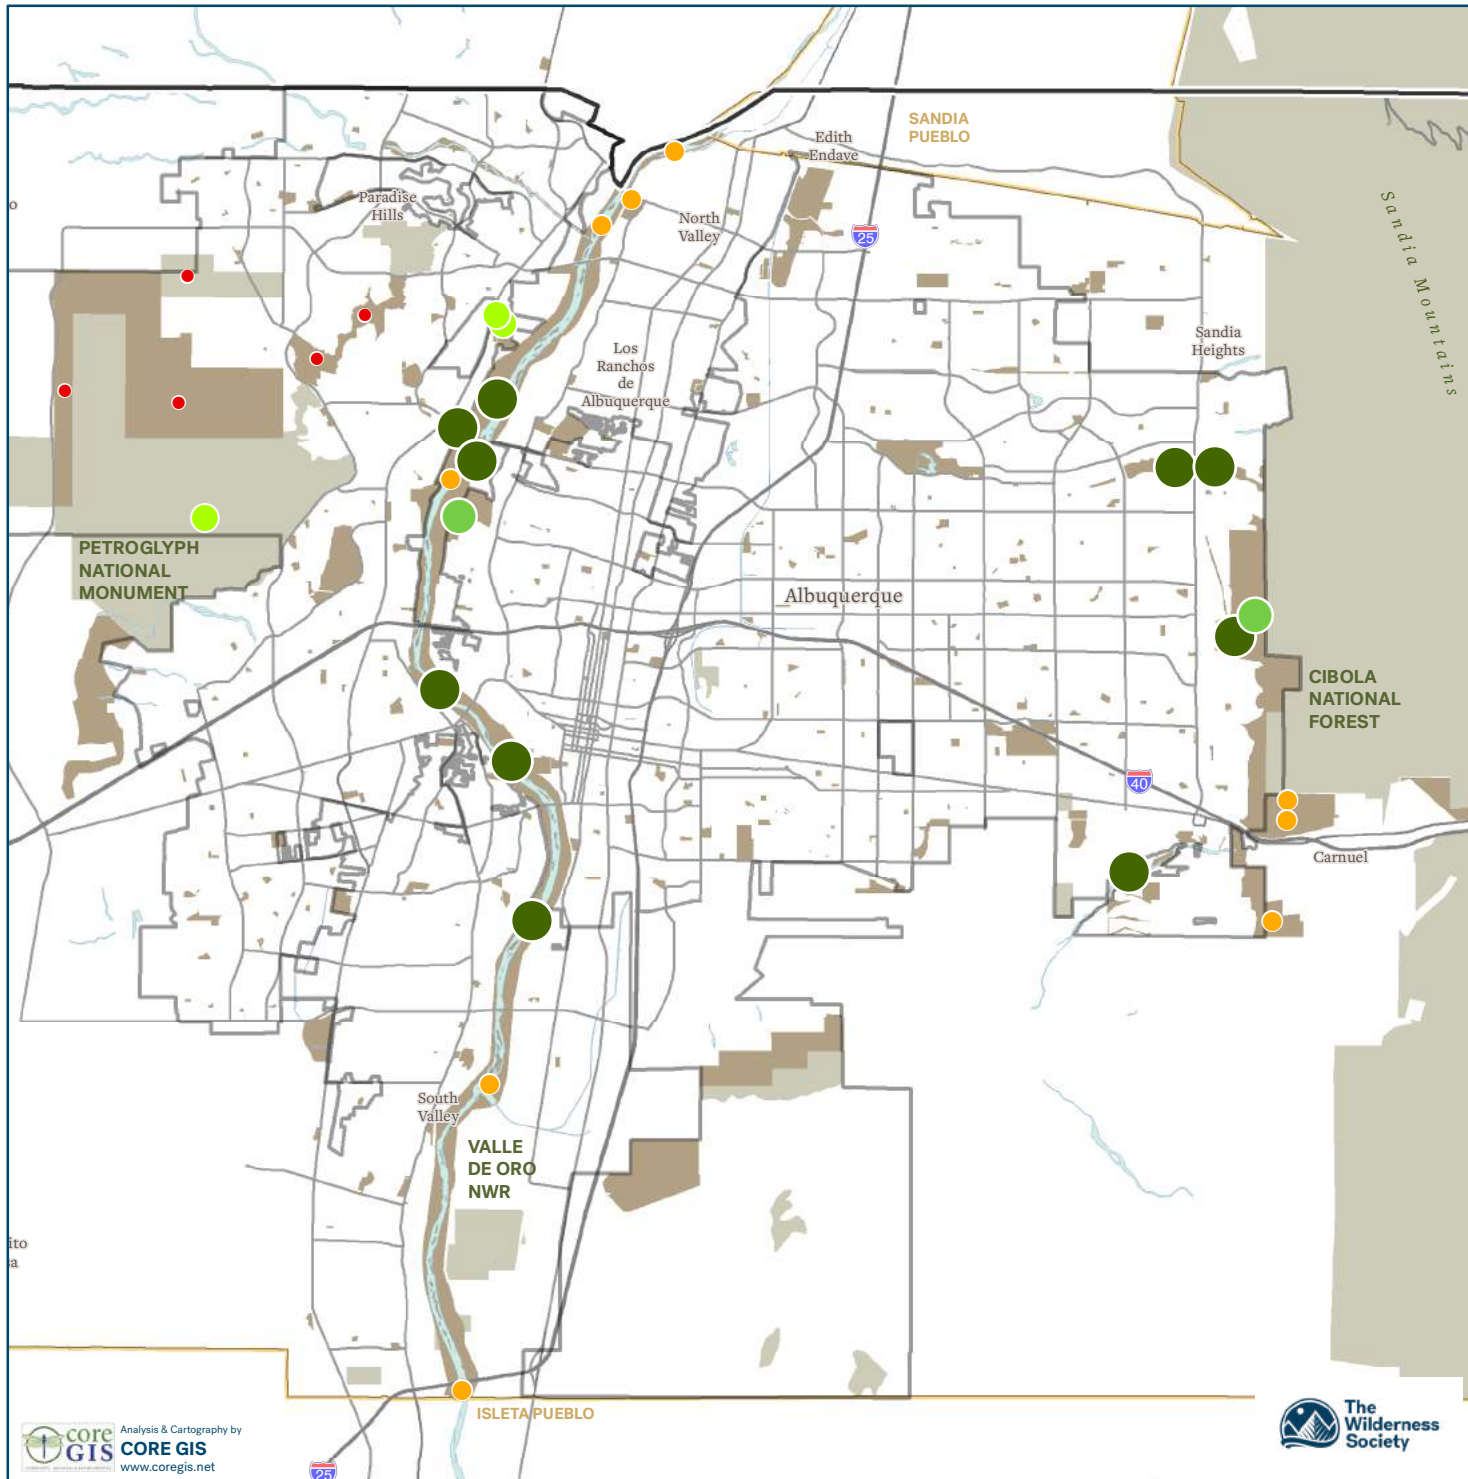 SANDIA
PUEBLO
Edith
Endave
Paradise
Hills
North
Valley
25
Sandia Mountains
o
Sandia
Heights
Los
Ranchos
de
Albuquerque
PETROGLYPH
NATIONAL
MONUMENT
Albuquerque
CIBOLA
NATIONAL
FOREST
40
Carnuel
South
Valley
VALLE
DE ORO
NWR
ito
a
ISLETA PUEBLO
core
GIS
Analysis & Cartography by
CORE GIS
www.coregis.net
25
The
Wilderness
Society